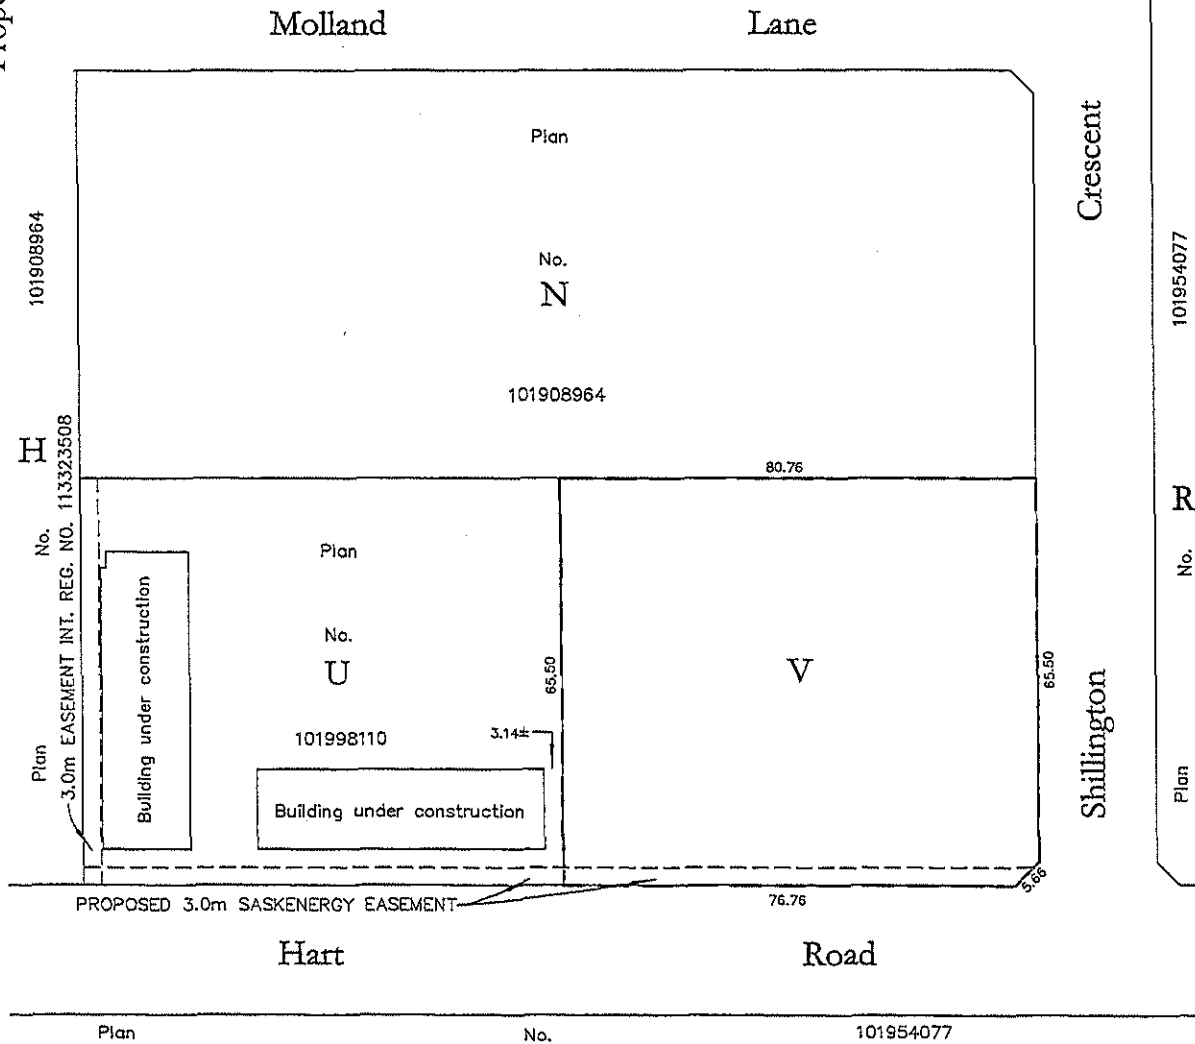 Molland Lane
Plan
No.
N
101908964
Crescent
101908964
101954077
H
3.0m EASEMENT INT. REG. NO. 113323508
80.76
R
No.
Plan
No.
Plan
Building under construction
No.
U
101998110
65.50
V
65.50
Shillington
Plan
3.14±
Building under construction
5.66
PROPOSED 3.0m SASKENERGY EASEMENT
76.76
Hart Road
Plan No. 101954077